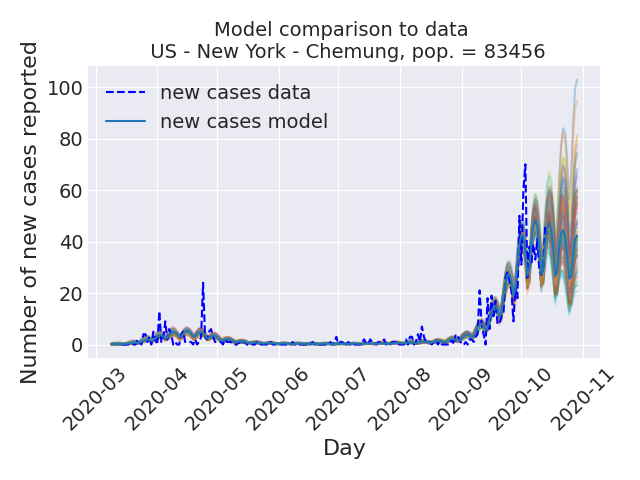 Model comparison to data
US - New York - Chemung, pop. = 83456
Number of new cases reported
100
80
60
40
20
0
new cases data
new cases model
2020-03
2020-04
2020-05
2020-06
2020-07
2020-08
2020-09
2020-10
2020-11
Day